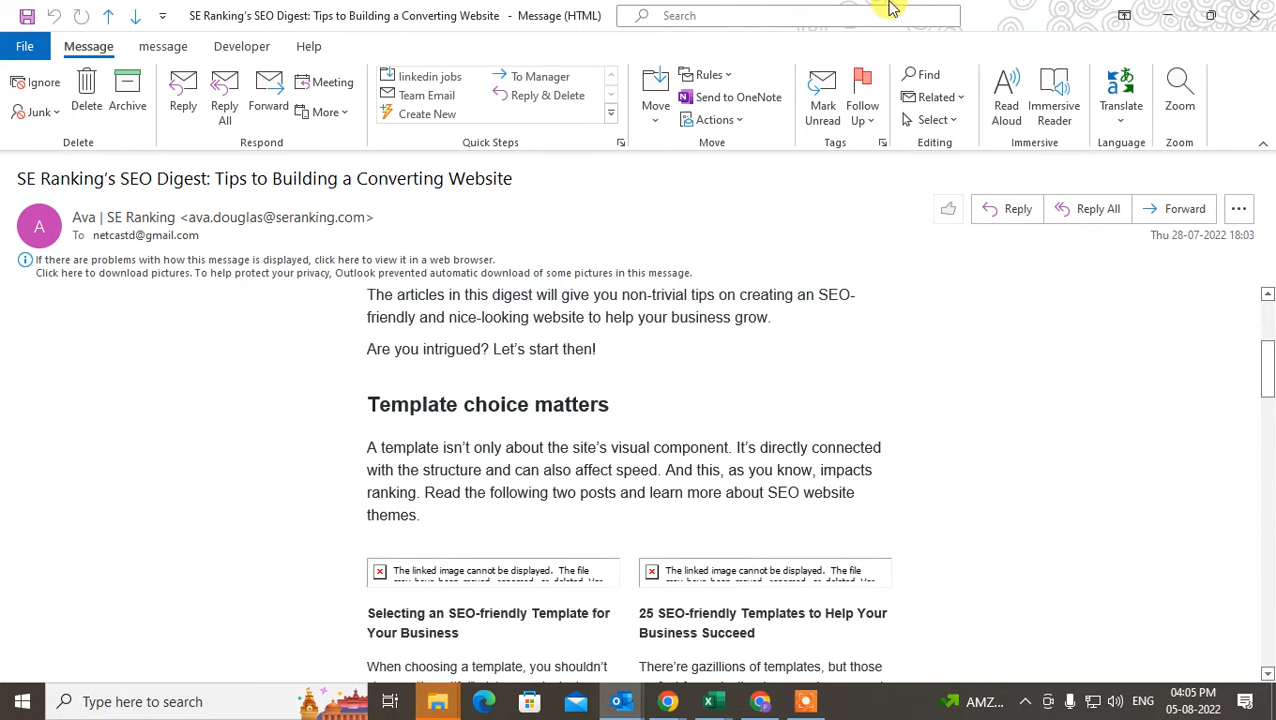 SE Ranking's SEO Digest: Tips to Building a Converting Website - Message (HTML)
Search
File
Message
message
Developer
Help
Ignore
Junk
Delete
Archive
Reply
Reply All
Forward
Meeting
More
linkedin jobs
Team Email
Create New
To Manager
Reply & Delete
Move
Rules
Send to OneNote
Actions
Mark Unread
Follow Up
Find
Related
Select
Read Aloud
Immersive Reader
Translate
Zoom
Delete
Respond
Quick Steps
Move
Tags
Editing
Immersive
Language
Zoom
SE Ranking's SEO Digest: Tips to Building a Converting Website
A
Ava | SE Ranking <ava.douglas@seranking.com>
To netcastd@gmail.com
Reply
Reply All
Forward
Thu 28-07-2022 18:03
If there are problems with how this message is displayed, click here to view it in a web browser.
Click here to download pictures. To help protect your privacy, Outlook prevented automatic download of some pictures in this message.
The articles in this digest will give you non-trivial tips on creating an SEO-
friendly and nice-looking website to help your business grow.
Are you intrigued? Let's start then!
Template choice matters
A template isn't only about the site's visual component. It's directly connected
with the structure and can also affect speed. And this, as you know, impacts
ranking. Read the following two posts and learn more about SEO website
themes.
The linked image cannot be displayed. The file
The linked image cannot be displayed. The file
Selecting an SEO-friendly Template for
Your Business
25 SEO-friendly Templates to Help Your
Business Succeed
When choosing a template, you shouldn't
There're gazillions of templates, but those
Type here to search
AMZ...
ENG
04:05 PM
05-08-2022